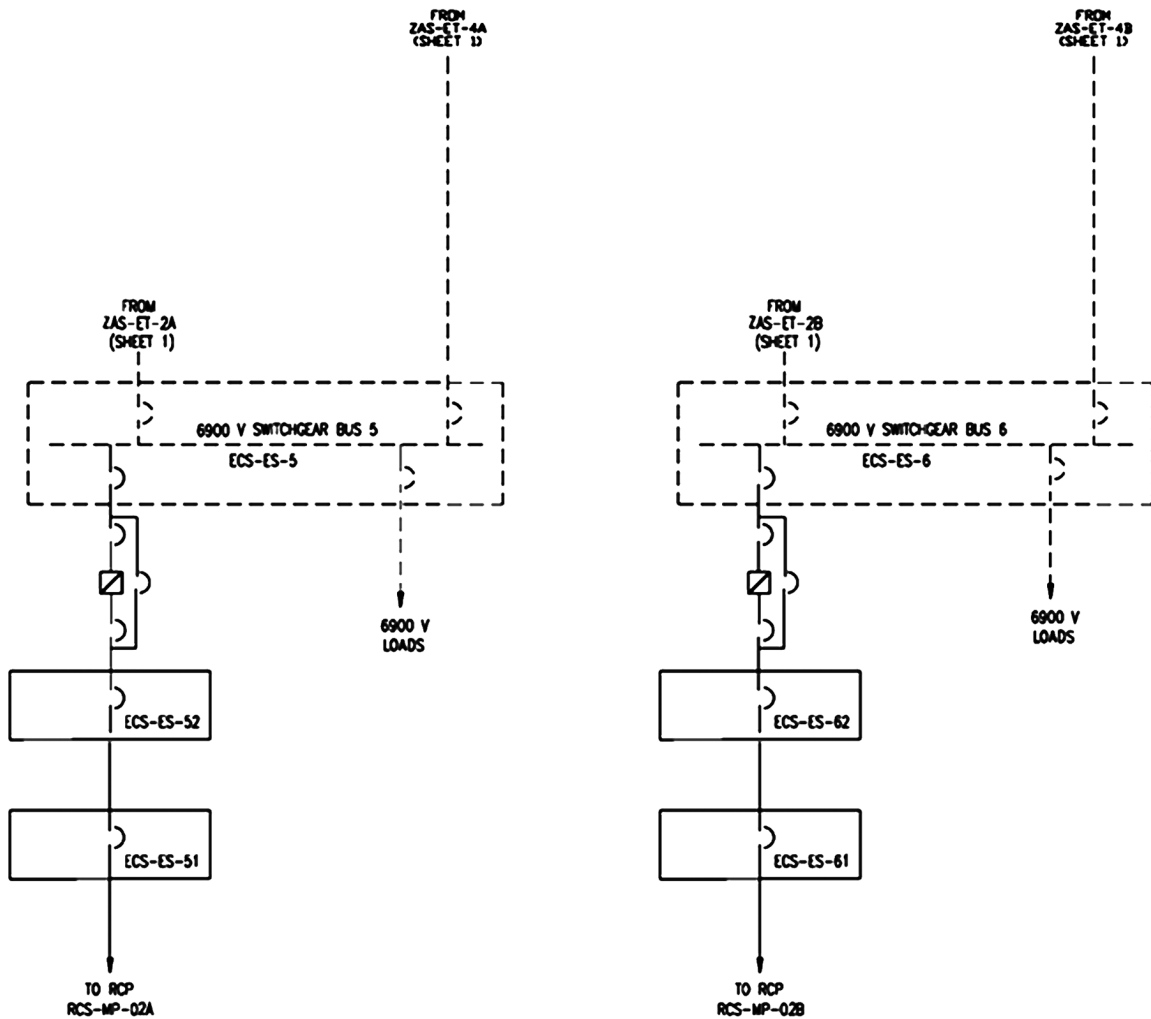 FROM
ZAS-ET-4A
(SHEET 1)
FROM
ZAS-ET-4B
(SHEET 1)
FROM
ZAS-ET-2A
(SHEET 1)
FROM
ZAS-ET-2B
(SHEET 1)
6900 V SWITCHGEAR BUS 5
ECS-ES-5
6900 V SWITCHGEAR BUS 6
ECS-ES-6
6900 V
LOADS
6900 V
LOADS
ECS-ES-52
ECS-ES-62
ECS-ES-51
ECS-ES-61
TO RCP
RCS-MP-02A
TO RCP
RCS-MP-02B